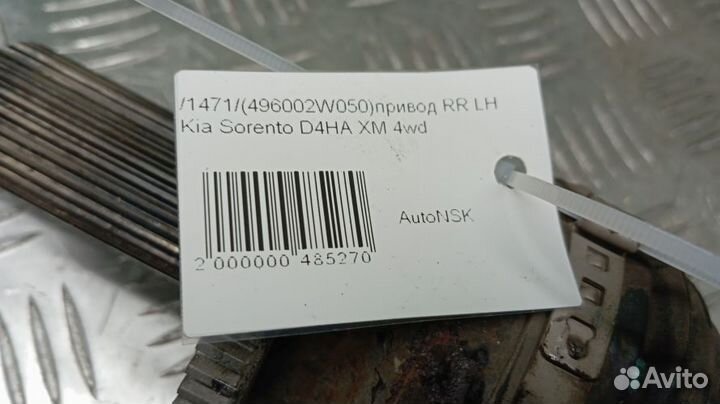 /1471/(496002W050)привод RR LH
Kia Sorento D4HA XM 4wd
AutoNSK
2 000000 485270
Avito